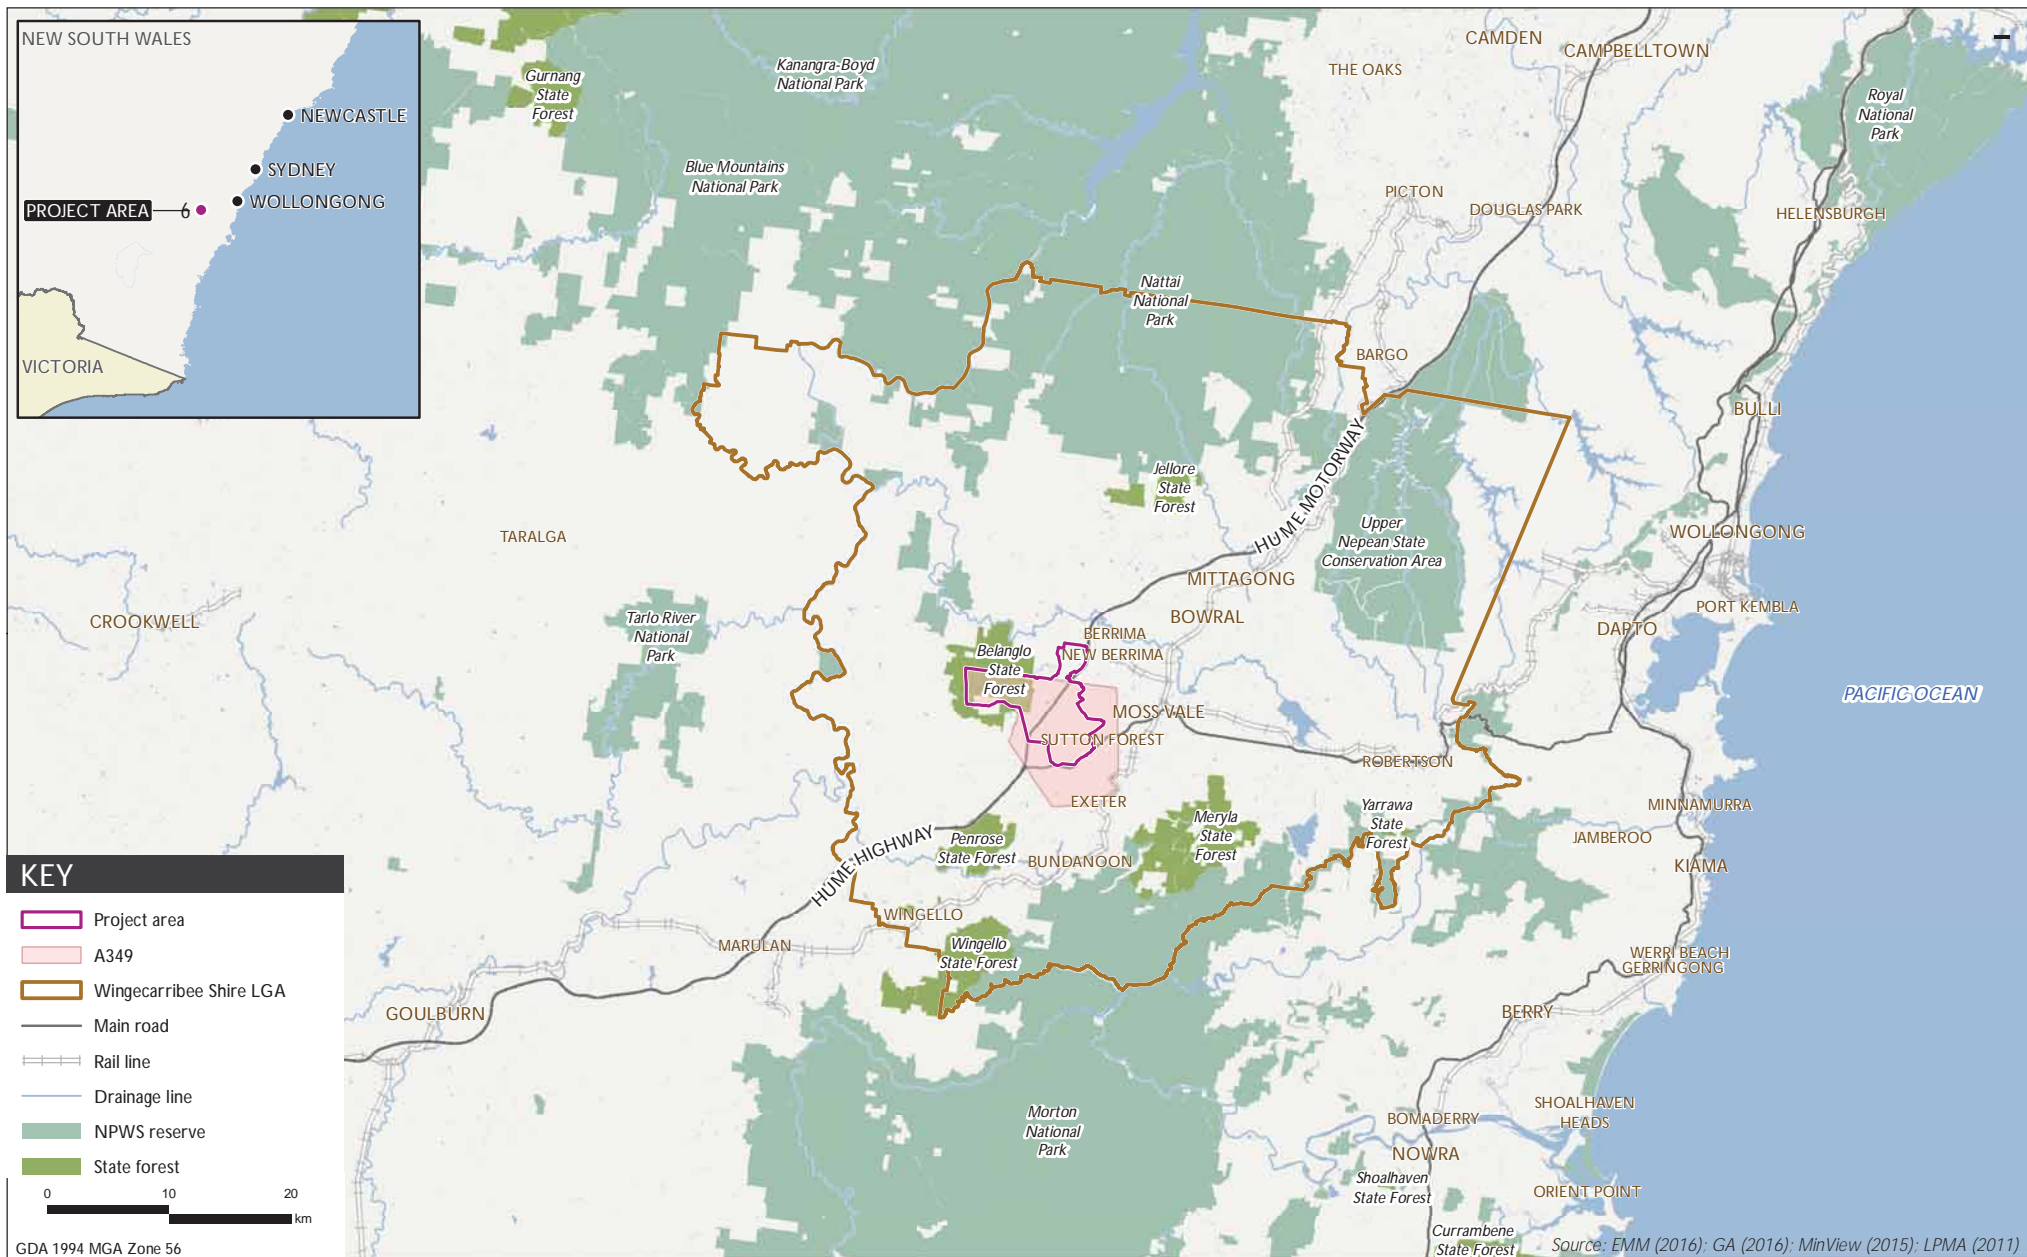 NEW SOUTH WALES
NEWCASTLE
SYDNEY
WOLLONGONG
PROJECT AREA
6
VICTORIA
Gurnang
State
Forest
Kanangra-Boyd
National Park
Blue Mountains
National Park
CAMDEN
CAMPBELLTOWN
THE OAKS
Royal
National
Park
PICTON
DOUGLAS PARK
HELENSBURGH
Nattai
National
Park
BARGO
BULLI
HUME MOTORWAY
Jellore
State
Forest
Upper
Nepean State
Conservation Area
WOLLONGONG
TARALGA
MITTAGONG
PORT KEMBLA
CROOKWELL
Tarlo River
National
Park
BOWRAL
DAPTO
BERRIMA
NEW BERRIMA
Belanglo
State
Forest
PACIFIC OCEAN
MOSS VALE
SUTTON FOREST
ROBERTSON
EXETER
Yarrawa
State
Forest
MINNAMURRA
Meryla
State
Forest
JAMBEROO
HUME HIGHWAY
Penrose
State Forest
BUNDANOON
KIAMA
WINGELLO
MARULAN
Wingello
State Forest
WERRI BEACH
GERRINGONG
GOULBURN
BERRY
Morton
National
Park
BOMADERRY
SHOALHAVEN
HEADS
NOWRA
Shoalhaven
State Forest
ORIENT POINT
Currambene
State Forest
KEY
Project area
A349
Wingecarribee Shire LGA
Main road
Rail line
Drainage line
NPWS reserve
State forest
0 10 20
km
GDA 1994 MGA Zone 56
Source: EMM (2016); GA (2016); MinView (2015); LPMA (2011)